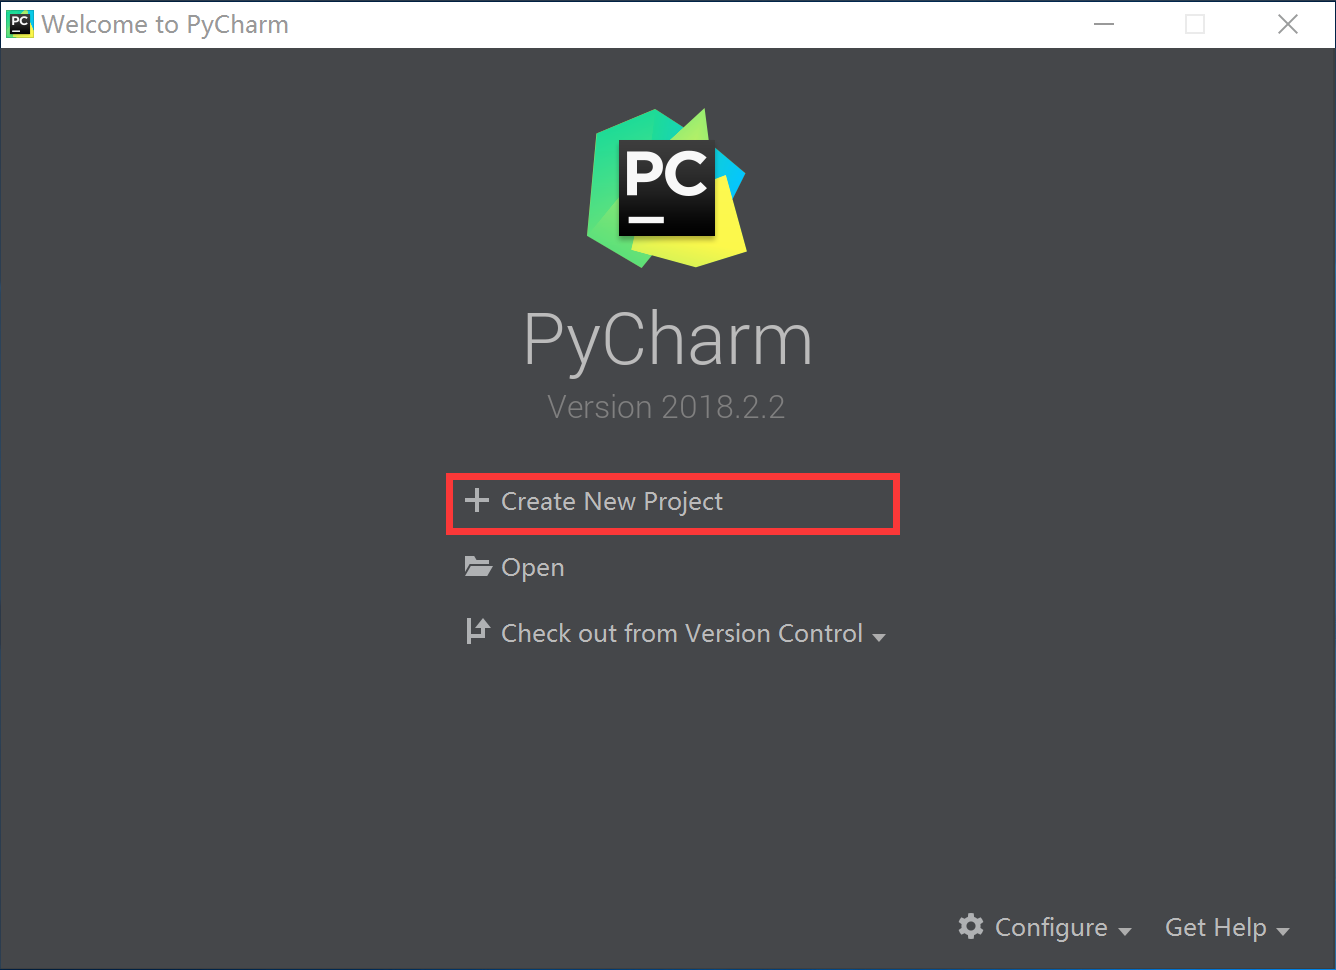 PC
Welcome to PyCharm
PC
PyCharm
Version 2018.2.2
Create New Project
Open
Check out from Version Control
Configure
Get Help